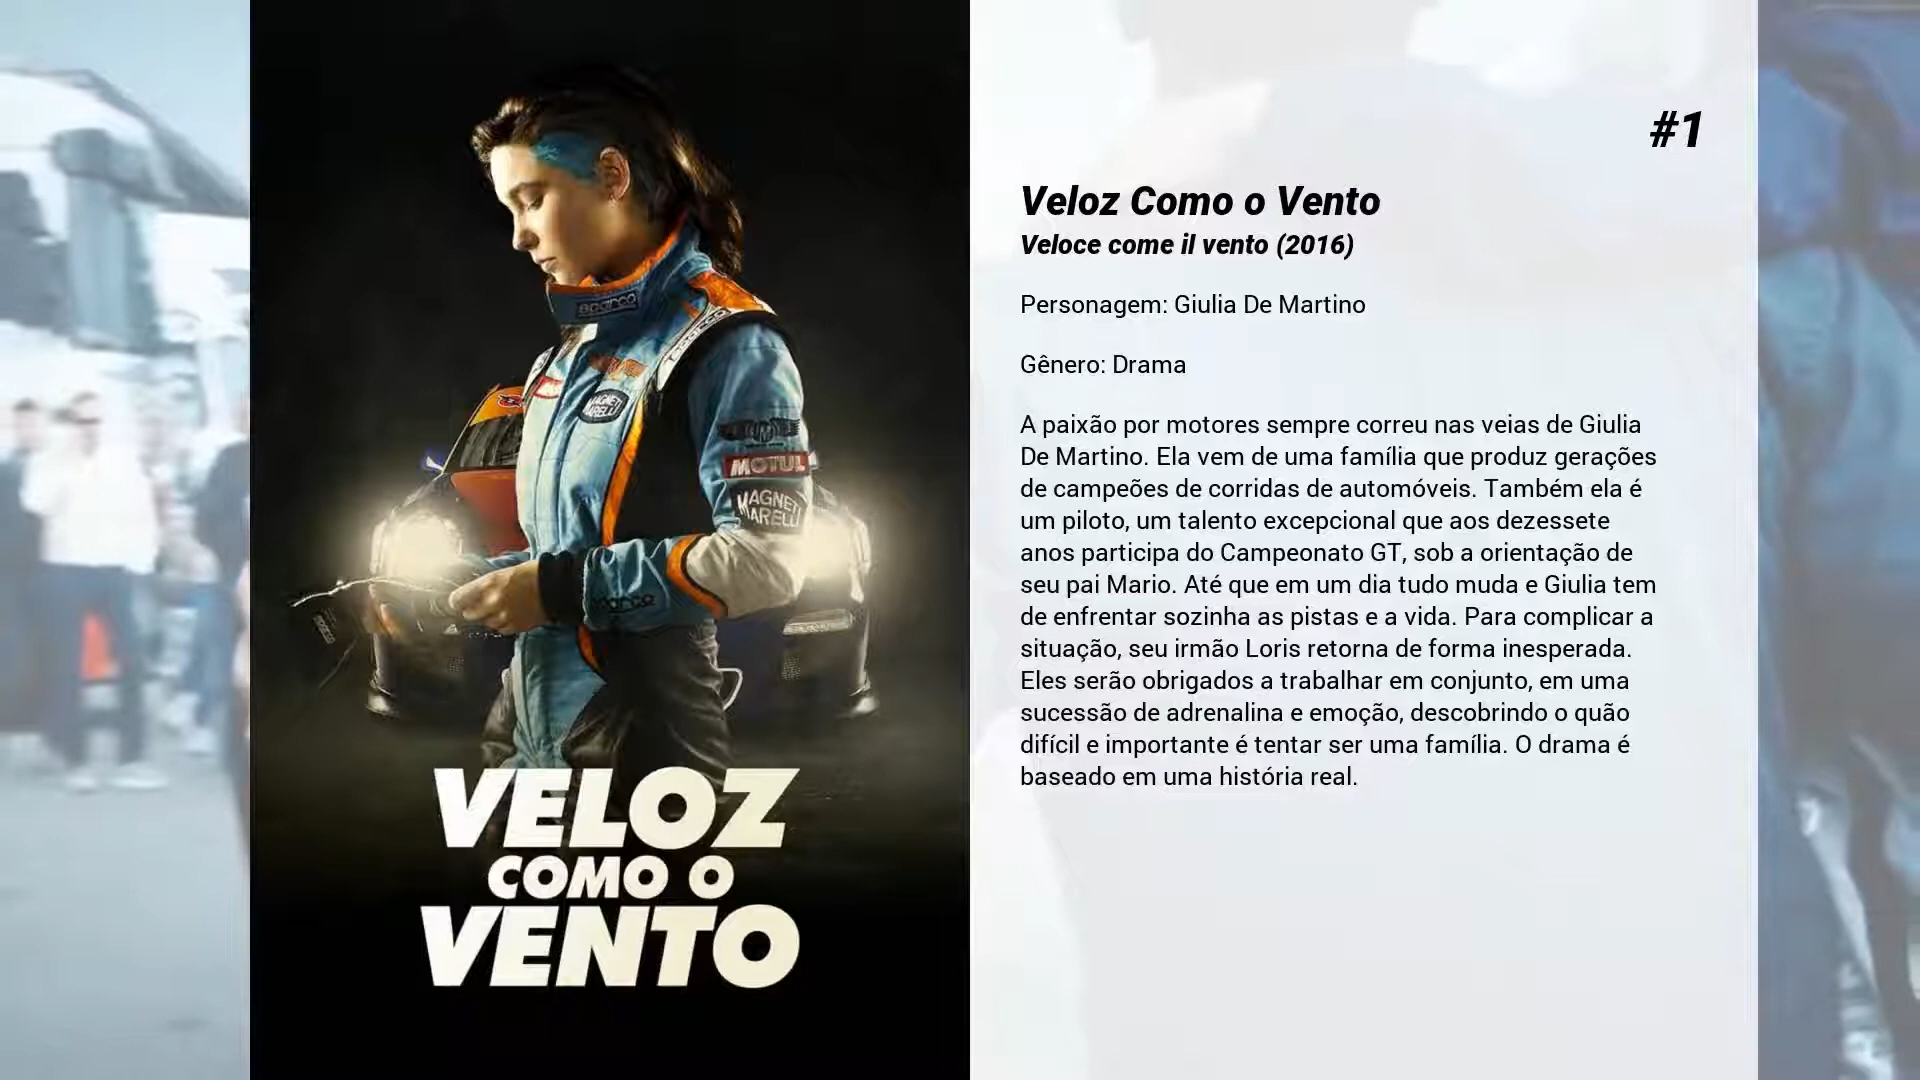 #1
Veloz Como o Vento
Veloce come il vento (2016)
Personagem: Giulia De Martino
Gênero: Drama
A paixão por motores sempre correu nas veias de Giulia
De Martino. Ela vem de uma família que produz gerações
de campeões de corridas de automóveis. Também ela é
um piloto, um talento excepcional que aos dezessete
anos participa do Campeonato GT, sob a orientação de
seu pai Mario. Até que em um dia tudo muda e Giulia tem
de enfrentar sozinha as pistas e a vida. Para complicar a
situação, seu irmão Loris retorna de forma inesperada.
Eles serão obrigados a trabalhar em conjunto, em uma
sucessão de adrenalina e emoção, descobrindo o quão
difícil e importante é tentar ser uma família. O drama é
baseado em uma história real.
sparco
MAGNETI
MARELLI
MOTUL
MAGNETI
MARELLI
sparco
VELOZ
COMO O
VENTO